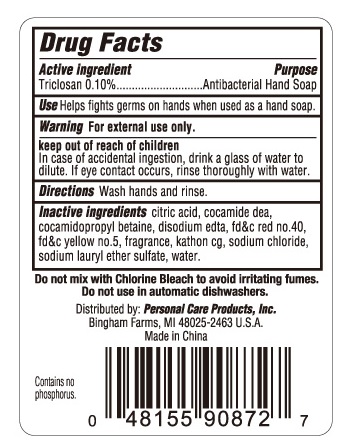 Drug Facts
Active ingredient Purpose
Triclosan 0.10%...........................Antibacterial Hand Soap
Use Helps fights germs on hands when used as a hand soap.
Warning For external use only.
keep out of reach of children
In case of accidental ingestion, drink a glass of water to
dilute. If eye contact occurs, rinse thoroughly with water.
Directions Wash hands and rinse.
Inactive ingredients citric acid, cocamide dea,
cocamidopropyl betaine, disodium edta, fd&c red no.40,
fd&c yellow no.5, fragrance, kathon cg, sodium chloride,
sodium lauryl ether sulfate, water.
Do not mix with Chlorine Bleach to avoid irritating fumes.
Do not use in automatic dishwashers.
Distributed by: Personal Care Products, Inc.
Bingham Farms, MI 48025-2463 U.S.A.
Made in China
Contains no
phosphorus.
0 48155 90872 7